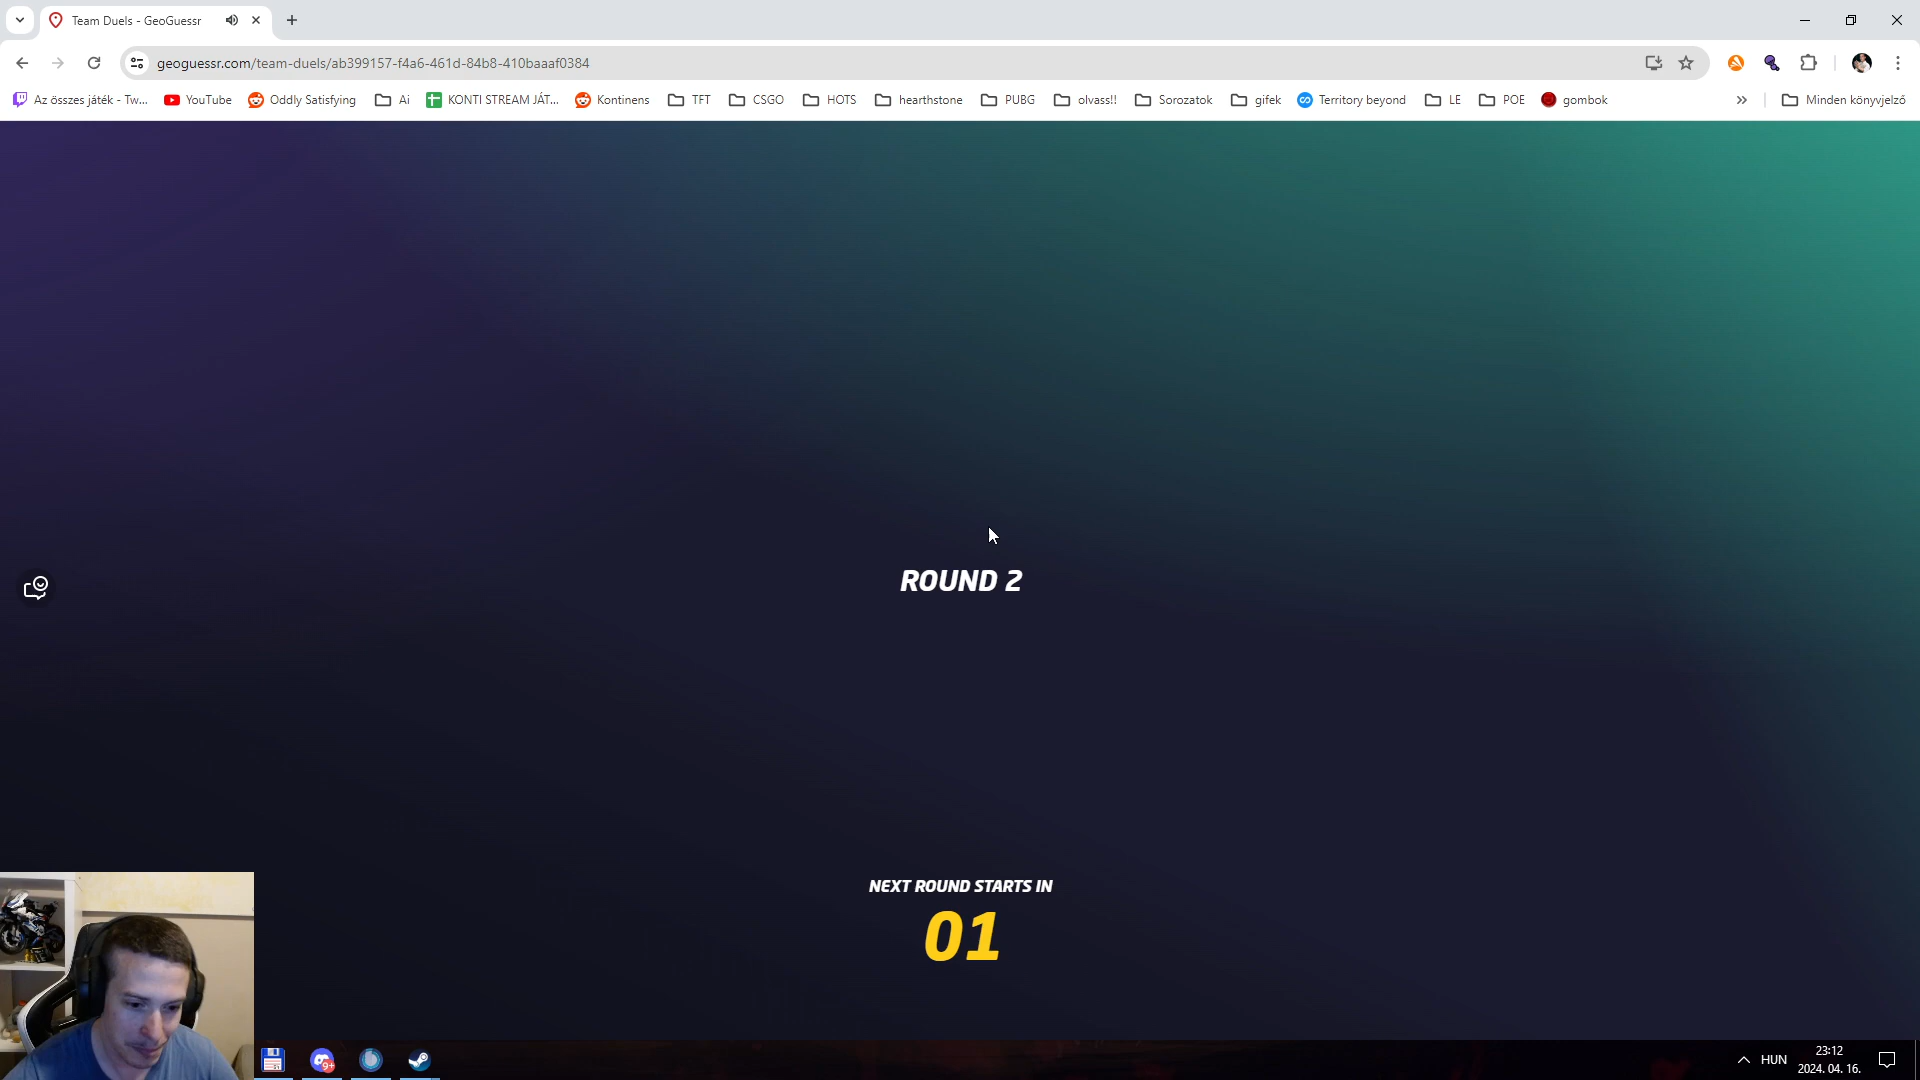 Team Duels - GeoGuessr
geoguessr.com/team-duels/ab399157-f4a6-461d-84b8-410baaaf0384
Az összes játék - Tw... YouTube Oddly Satisfying Ai KONTI STREAM JÁT... Kontinens TFT CSGO HOTS hearthstone PUBG olvass!! Sorozatok gifek Territory beyond LE POE gombok » Minden könyvjelző
ROUND 2
NEXT ROUND STARTS IN
01
9+
HUN
23:12
2024. 04. 16.